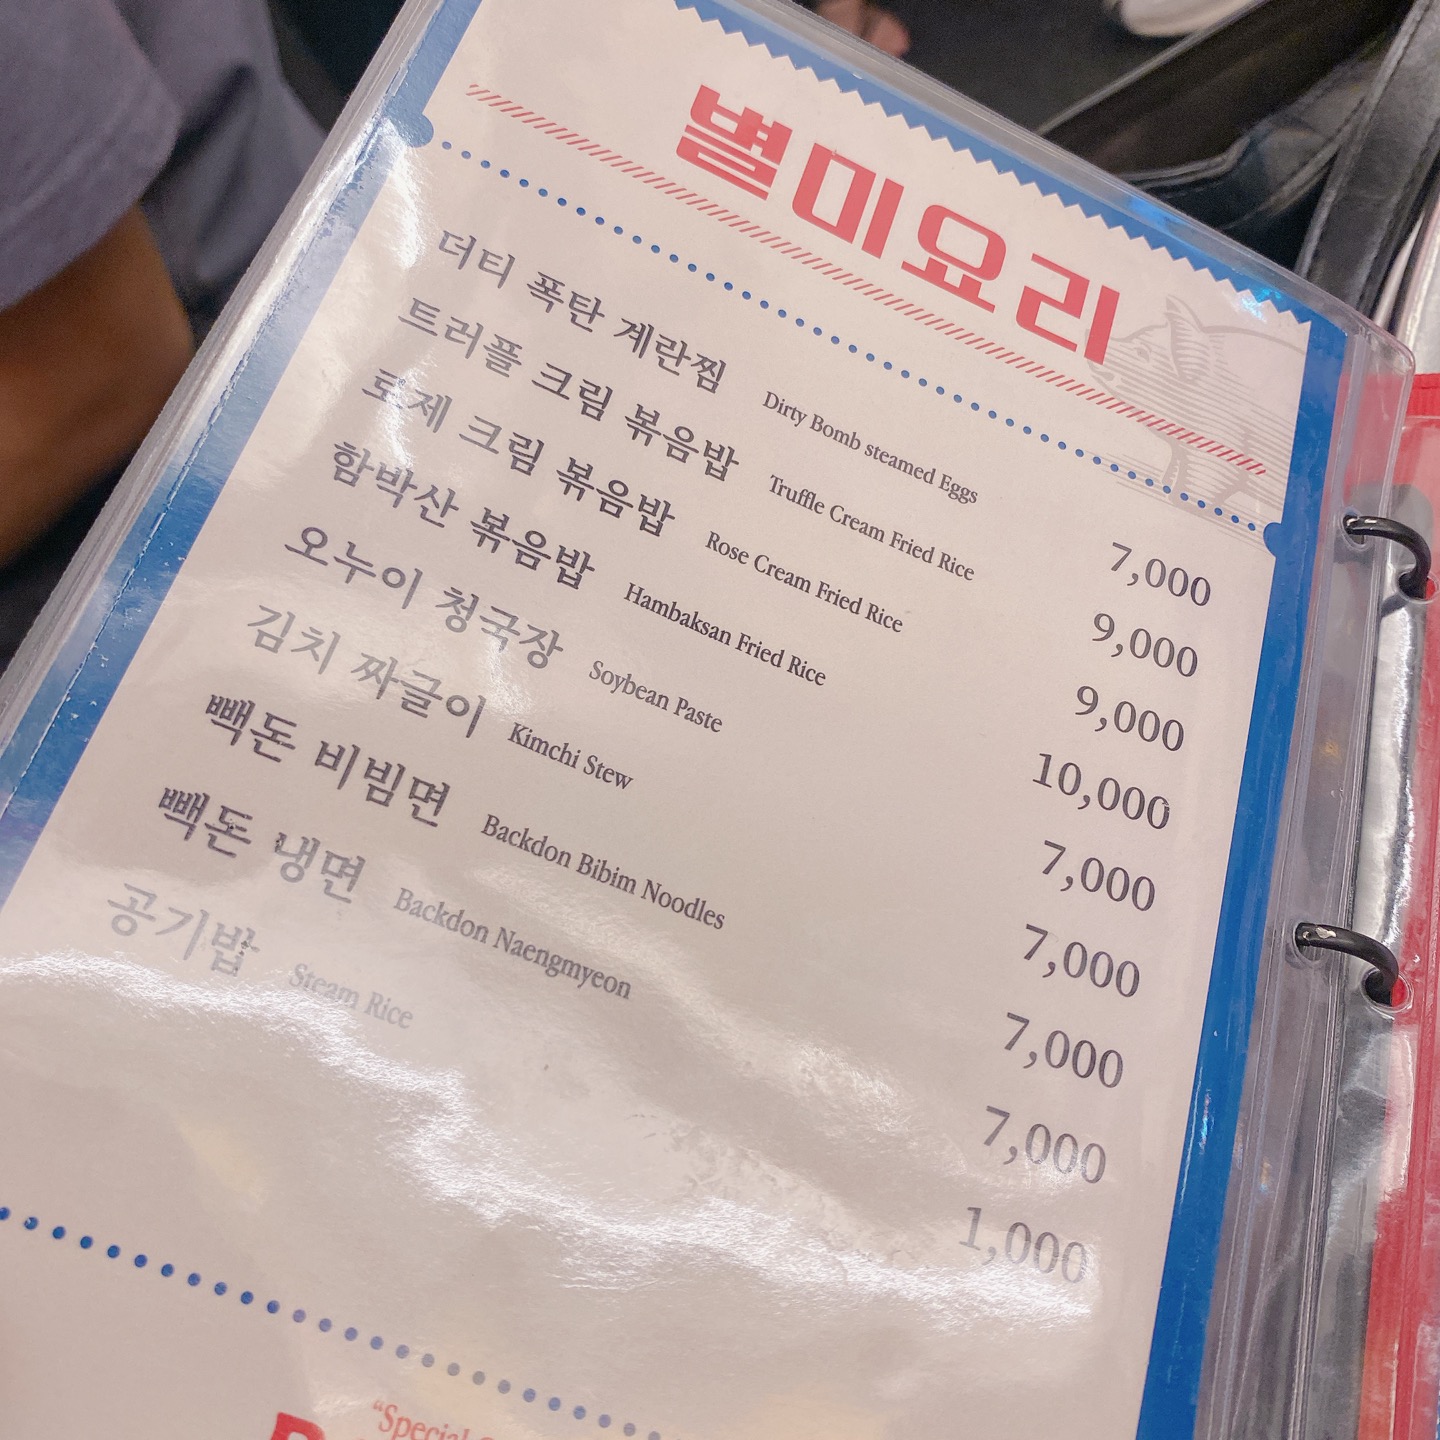 별미요리
더티 폭탄 계란찜 Dirty Bomb steamed Eggs 7,000
트러플 크림 볶음밥 Truffle Cream Fried Rice 9,000
로제 크림 볶음밥 Rose Cream Fried Rice 9,000
함박산 볶음밥 Hambaksan Fried Rice 10,000
오누이 청국장 Soybean Paste 7,000
김치 짜글이 Kimchi Stew 7,000
빽돈 비빔면 Backdon Bibim Noodles 7,000
빽돈 냉면 Backdon Naengmyeon 7,000
공기밥 Steam Rice 1,000
“Special